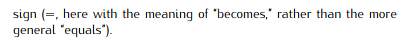 sign (=, here with the meaning of "becomes," rather than the more
general "equals").